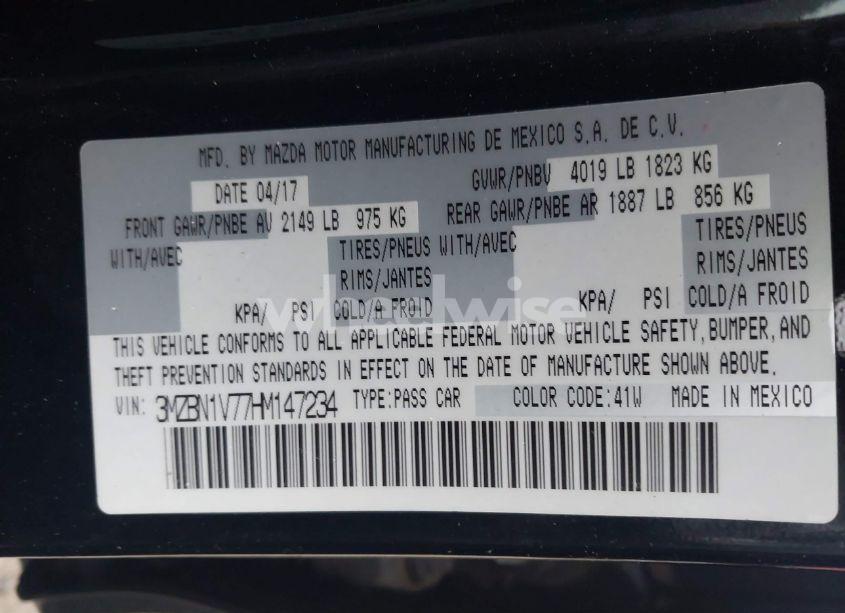 MFD. BY MAZDA MOTOR MANUFACTURING DE MEXICO S.A. DE C.V.
DATE 04/17 GVWR/PNBV 4019 LB 1823 KG
FRONT GAWR/PNBE AV 2149 LB 975 KG REAR GAWR/PNBE AR 1887 LB 856 KG
WITH/AVEC TIRES/PNEUS WITH/AVEC TIRES/PNEUS
RIMS/JANTES RIMS/JANTES
KPA/ PSI COLD/A FROID KPA/ PSI COLD/A FROID
wheelwise
THIS VEHICLE CONFORMS TO ALL APPLICABLE FEDERAL MOTOR VEHICLE SAFETY, BUMPER, AND
THEFT PREVENTION STANDARDS IN EFFECT ON THE DATE OF MANUFACTURE SHOWN ABOVE.
VIN: 3MZBN1V77HM147234 TYPE:PASS CAR COLOR CODE:41W MADE IN MEXICO